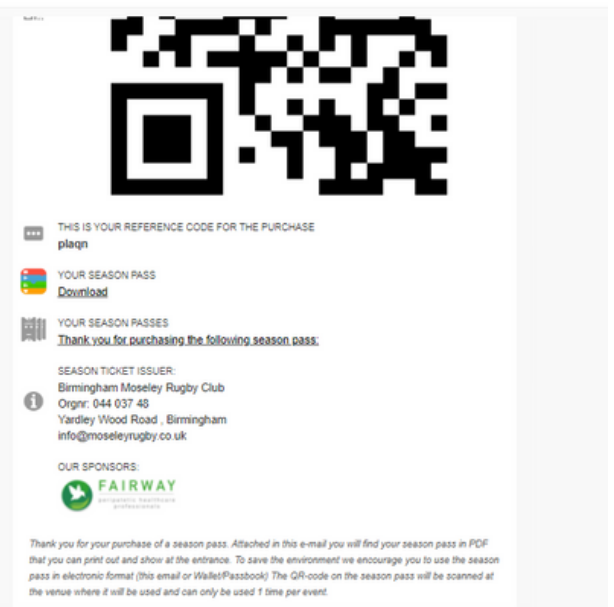 THIS IS YOUR REFERENCE CODE FOR THE PURCHASE
plaqn
YOUR SEASON PASS
Download
YOUR SEASON PASSES
Thank you for purchasing the following season pass:
SEASON TICKET ISSUER:
Birmingham Moseley Rugby Club
Orgnr: 044 037 48
Yardley Wood Road , Birmingham
info@moseleyrugby.co.uk
OUR SPONSORS:
FAIRWAY
peripatetic healthcare
professionals
Thank you for your purchase of a season pass. Attached in this e-mail you will find your season pass in PDF
that you can print out and show at the entrance. To save the environment we encourage you to use the season
pass in electronic format (this email or Wallet/Passbook) The QR-code on the season pass will be scanned at
the venue where it will be used and can only be used 1 time per event.